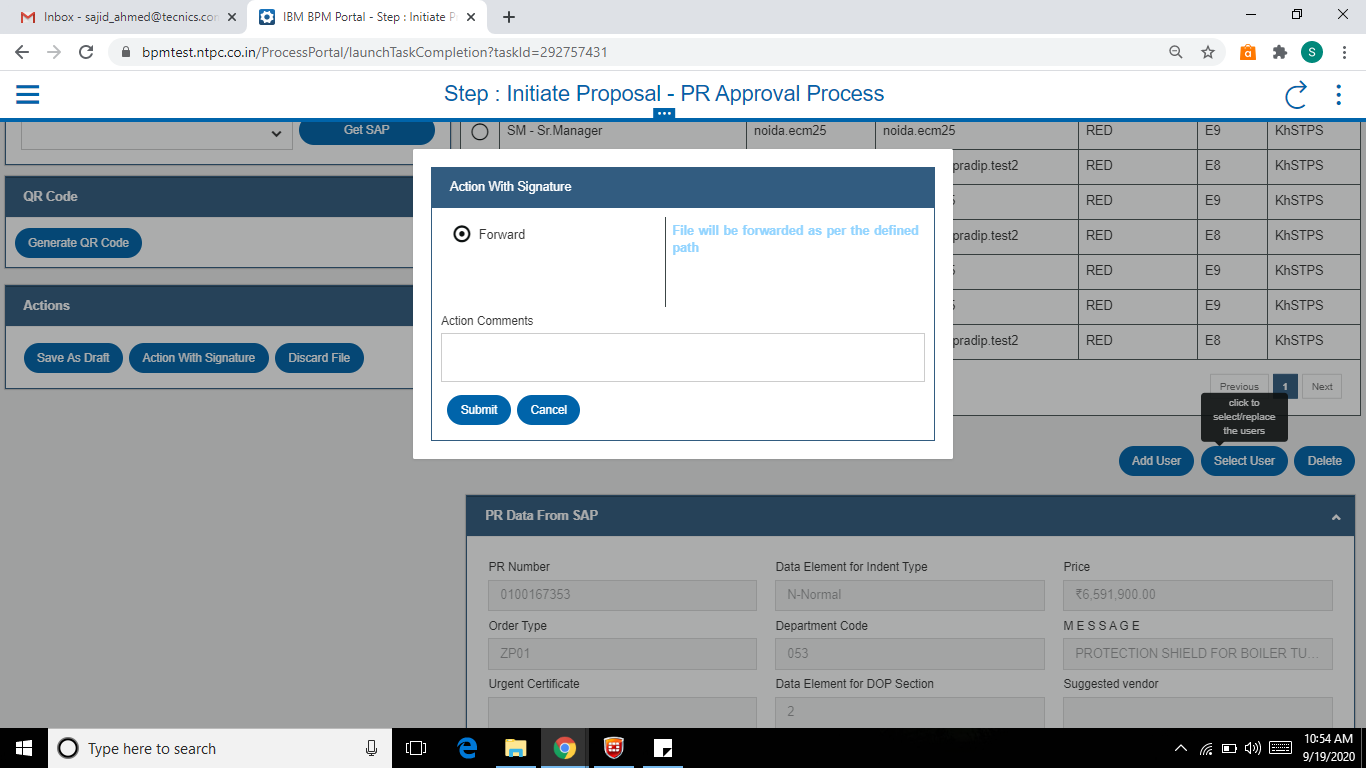 Inbox - sajid_ahmed@tecnics.con
IBM BPM Portal - Step : Initiate P
bpmtest.ntpc.co.in/ProcessPortal/launchTaskCompletion?taskId=292757431
S
Step : Initiate Proposal - PR Approval Process
Get SAP
SM - Sr.Manager noida.ecm25 noida.ecm25 RED E9 KhSTPS
pradip.test2 RED E8 KhSTPS
RED E9 KhSTPS
pradip.test2 RED E8 KhSTPS
RED E9 KhSTPS
RED E9 KhSTPS
pradip.test2 RED E8 KhSTPS
QR Code
Generate QR Code
Actions
Save As Draft Action With Signature Discard File
Action With Signature
Forward
File will be forwarded as per the defined
path
Action Comments
Submit Cancel
Previous 1 Next
click to
select/replace
the users
Add User Select User Delete
PR Data From SAP
PR Number Data Element for Indent Type Price
0100167353 N-Normal ₹6,591,900.00
Order Type Department Code M E S S A G E
ZP01 053 PROTECTION SHIELD FOR BOILER TU...
Urgent Certificate Data Element for DOP Section Suggested vendor
2
Type here to search
10:54 AM
9/19/2020